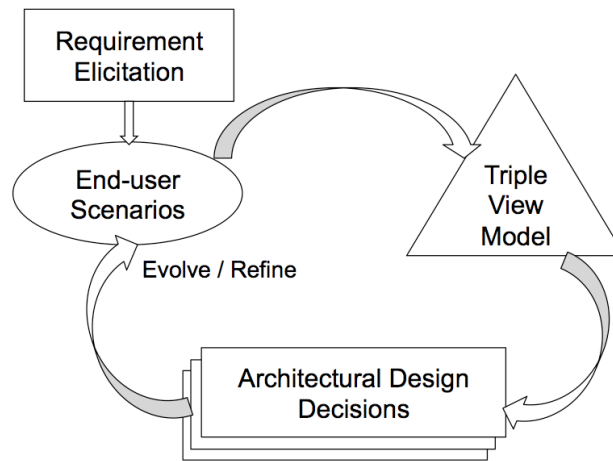 Requirement
Elicitation
End-user
Scenarios
Triple
View
Model
Evolve / Refine
Architectural Design
Decisions